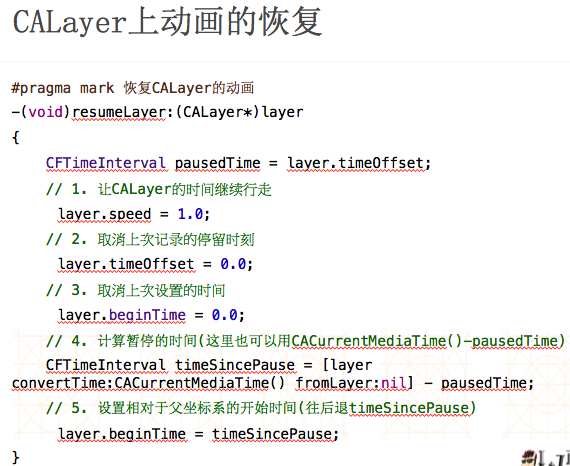 CALayer上动画的恢复
#pragma mark 恢复CALayer的动画
-(void)resumeLayer:(CALayer*)layer
{
CFTimeInterval pausedTime = layer.timeOffset;
// 1. 让CALayer的时间继续行走
layer.speed = 1.0;
// 2. 取消上次记录的停留时刻
layer.timeOffset = 0.0;
// 3. 取消上次设置的时间
layer.beginTime = 0.0;
// 4. 计算暂停的时间(这里也可以用CACurrentMediaTime()-pausedTime)
CFTimeInterval timeSincePause = [layer
convertTime:CACurrentMediaTime() fromLayer:nil] - pausedTime;
// 5. 设置相对于父坐标系的开始时间(往后退timeSincePause)
layer.beginTime = timeSincePause;
}